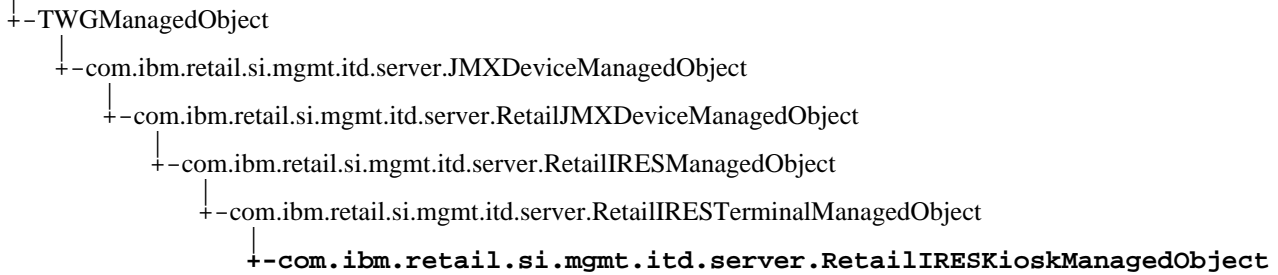 +-TWGManagedObject
|
+-com.ibm.retail.si.mgmt.itd.server.JMXDeviceManagedObject
|
+-com.ibm.retail.si.mgmt.itd.server.RetailJMXDeviceManagedObject
|
+-com.ibm.retail.si.mgmt.itd.server.RetailIRESManagedObject
|
+-com.ibm.retail.si.mgmt.itd.server.RetailIRESTerminalManagedObject
|
+-com.ibm.retail.si.mgmt.itd.server.RetailIRESKioskManagedObject